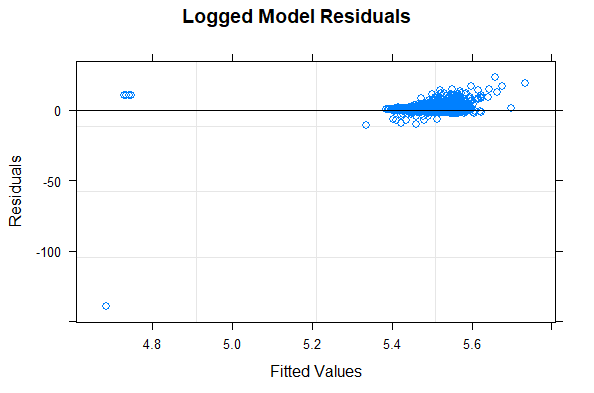 Logged Model Residuals
0
-50
-100
Residuals
4.8 5.0 5.2 5.4 5.6
Fitted Values